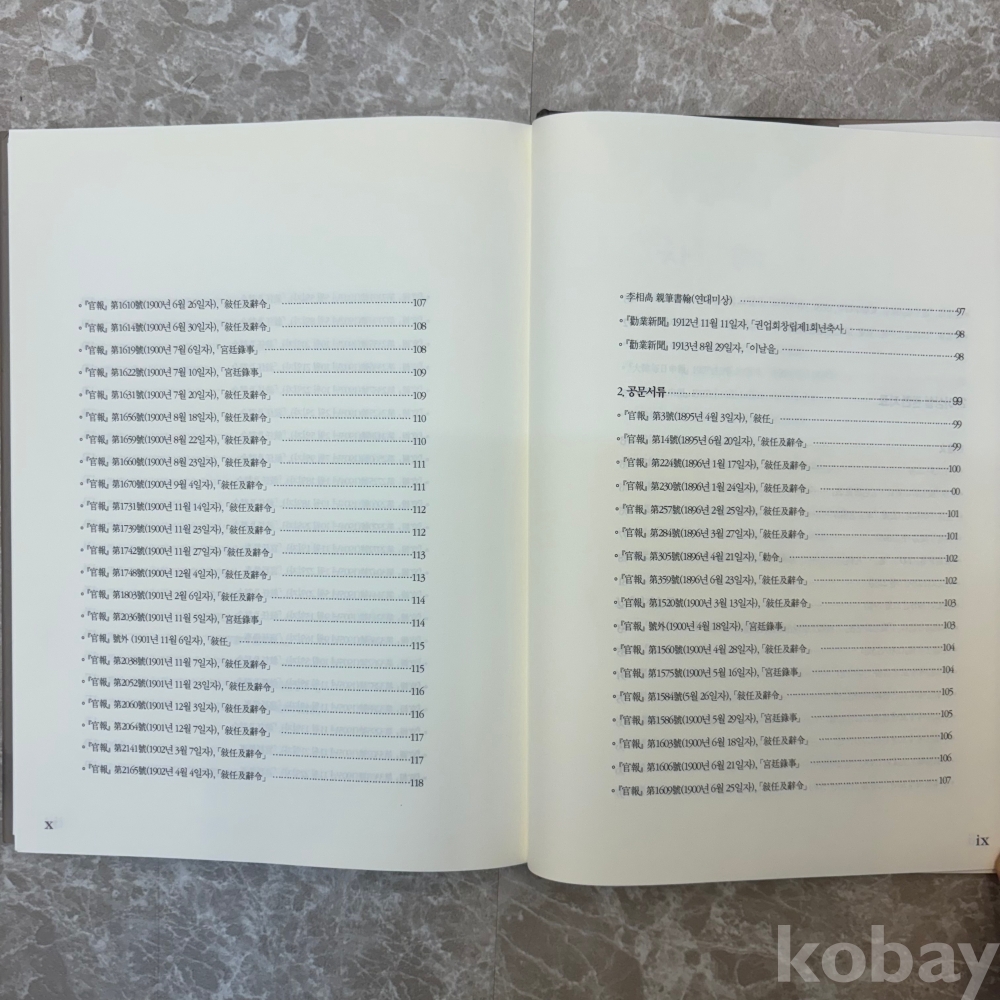 ◦ 李相卨 親筆書翰(연대미상) 97
◦ 『勸業新聞』 1912년 11월 11일자, 「권업회창립제1회년축사」 98
◦ 『勸業新聞』 1913년 8월 29일자, 「이날을」 98
2. 공문서류 99
◦ 『官報』 第3號(1895년 4월 3일자), 「敍任」 99
◦ 『官報』 第14號(1895년 6월 20일자), 「敍任及辭令」 99
◦ 『官報』 第224號(1896년 1월 17일자), 「敍任及辭令」 100
◦ 『官報』 第230號(1896년 1월 24일자), 「敍任及辭令」 00
◦ 『官報』 第257號(1896년 2월 25일자), 「敍任及辭令」 101
◦ 『官報』 第284號(1896년 3월 27일자), 「敍任及辭令」 101
◦ 『官報』 第305號(1896년 4월 21일자), 「勅令」 102
◦ 『官報』 第359號(1896년 6월 23일자), 「敍任及辭令」 102
◦ 『官報』 第1520號(1900년 3월 13일자), 「敍任及辭令」 103
◦ 『官報』 號外(1900년 4월 18일자), 「宮廷錄事」 103
◦ 『官報』 第1560號(1900년 4월 28일자), 「敍任及辭令」 104
◦ 『官報』 第1575號(1900년 5월 16일자), 「宮廷錄事」 104
◦ 『官報』 第1584號(5월 26일자), 「敍任及辭令」 105
◦ 『官報』 第1586號(1900년 5월 29일자), 「宮廷錄事」 105
◦ 『官報』 第1603號(1900년 6월 18일자), 「敍任及辭令」 106
◦ 『官報』 第1606號(1900년 6월 21일자), 「宮廷錄事」 106
◦ 『官報』 第1609號(1900년 6월 25일자), 「敍任及辭令」 107
ix
◦ 『官報』 第1610號(1900년 6월 26일자), 「敍任及辭令」 107
◦ 『官報』 第1614號(1900년 6월 30일자), 「敍任及辭令」 108
◦ 『官報』 第1619號(1900년 7월 6일자), 「宮廷錄事」 108
◦ 『官報』 第1622號(1900년 7월 10일자), 「宮廷錄事」 109
◦ 『官報』 第1631號(1900년 7월 20일자), 「敍任及辭令」 109
◦ 『官報』 第1656號(1900년 8월 18일자), 「敍任及辭令」 110
◦ 『官報』 第1659號(1900년 8월 22일자), 「敍任及辭令」 110
◦ 『官報』 第1660號(1900년 8월 23일자), 「敍任及辭令」 111
◦ 『官報』 第1670號(1900년 9월 4일자), 「敍任及辭令」 111
◦ 『官報』 第1731號(1900년 11월 14일자), 「敍任及辭令」 112
◦ 『官報』 第1739號(1900년 11월 23일자), 「敍任及辭令」 112
◦ 『官報』 第1742號(1900년 11월 27일자), 「敍任及辭令」 113
◦ 『官報』 第1748號(1900년 12월 4일자), 「敍任及辭令」 113
◦ 『官報』 第1803號(1901년 2월 6일자), 「敍任及辭令」 114
◦ 『官報』 第2036號(1901년 11월 5일자), 「宮廷錄事」 114
◦ 『官報』 號外 (1901년 11월 6일자), 「敍任」 115
◦ 『官報』 第2038號(1901년 11월 7일자), 「敍任及辭令」 115
◦ 『官報』 第2052號(1901년 11월 23일자), 「敍任及辭令」 116
◦ 『官報』 第2060號(1901년 12월 3일자), 「敍任及辭令」 116
◦ 『官報』 第2064號(1901년 12월 7일자), 「敍任及辭令」 117
◦ 『官報』 第2141號(1902년 3월 7일자), 「敍任及辭令」 117
◦ 『官報』 第2165號(1902년 4월 4일자), 「敍任及辭令」 118
x
kobay